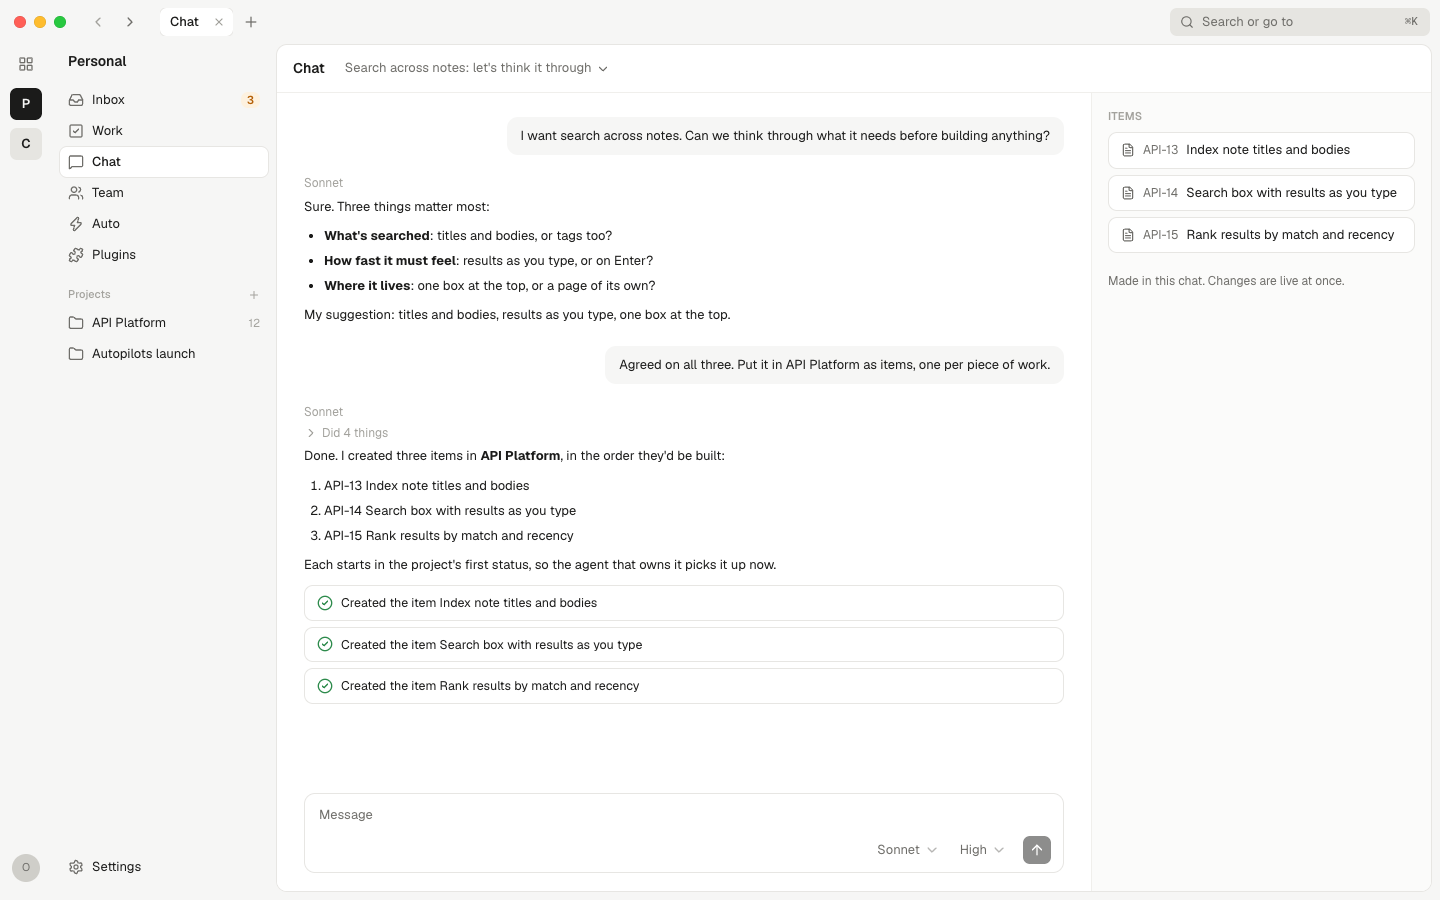 Chat
Search or go to
⌘K
P
C
Personal
Inbox
3
Work
Chat
Team
Auto
Plugins
Projects
API Platform
12
Autopilots launch
O
Settings
Chat
Search across notes: let's think it through
I want search across notes. Can we think through what it needs before building anything?
Sonnet
Sure. Three things matter most:
• What's searched: titles and bodies, or tags too?
• How fast it must feel: results as you type, or on Enter?
• Where it lives: one box at the top, or a page of its own?
My suggestion: titles and bodies, results as you type, one box at the top.
Agreed on all three. Put it in API Platform as items, one per piece of work.
Sonnet
Did 4 things
Done. I created three items in API Platform, in the order they'd be built:
1. API-13 Index note titles and bodies
2. API-14 Search box with results as you type
3. API-15 Rank results by match and recency
Each starts in the project's first status, so the agent that owns it picks it up now.
Created the item Index note titles and bodies
Created the item Search box with results as you type
Created the item Rank results by match and recency
Message
Sonnet
High
ITEMS
API-13 Index note titles and bodies
API-14 Search box with results as you type
API-15 Rank results by match and recency
Made in this chat. Changes are live at once.